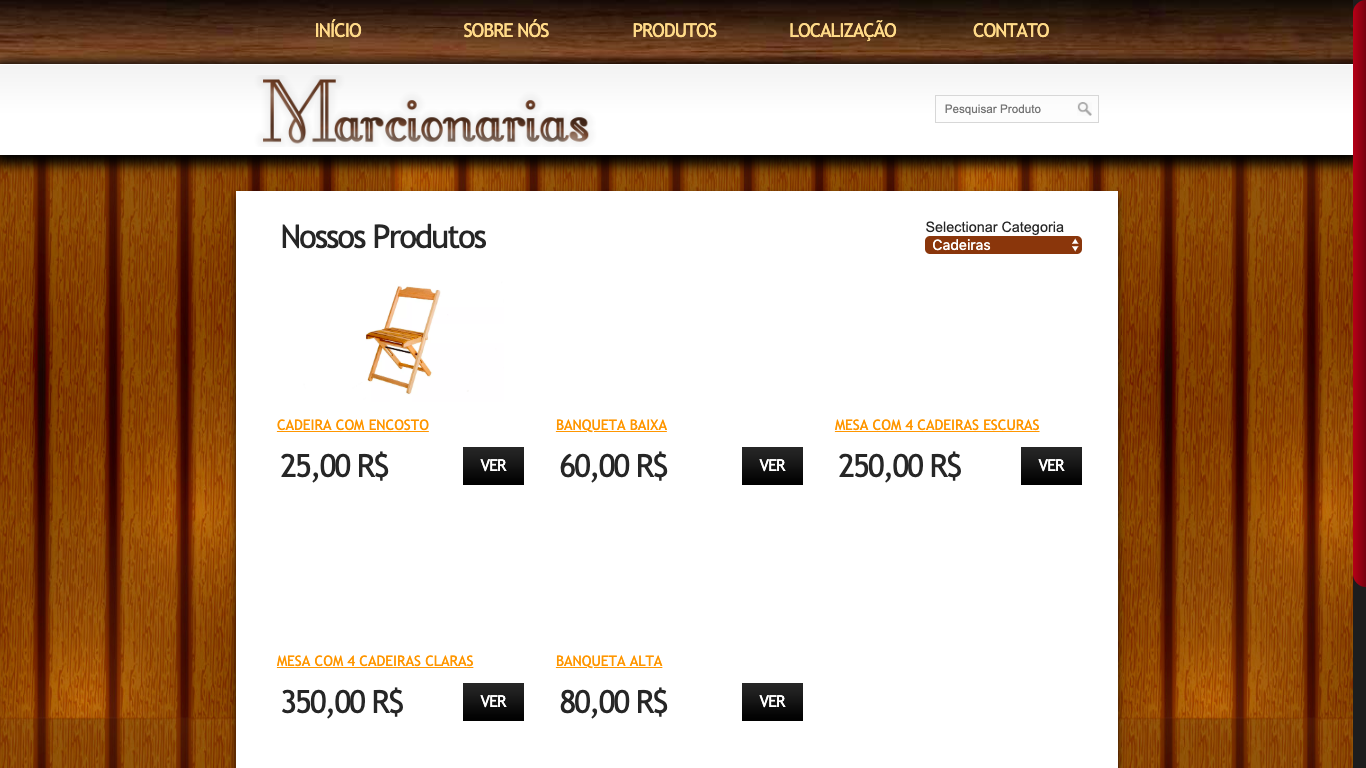 INÍCIO SOBRE NÓS PRODUTOS LOCALIZAÇÃO CONTATO
Marcionarias
Pesquisar Produto
Nossos Produtos
Selectionar Categoria
Cadeiras
CADEIRA COM ENCOSTO
25,00 R$ VER
BANQUETA BAIXA
60,00 R$ VER
MESA COM 4 CADEIRAS ESCURAS
250,00 R$ VER
MESA COM 4 CADEIRAS CLARAS
350,00 R$ VER
BANQUETA ALTA
80,00 R$ VER